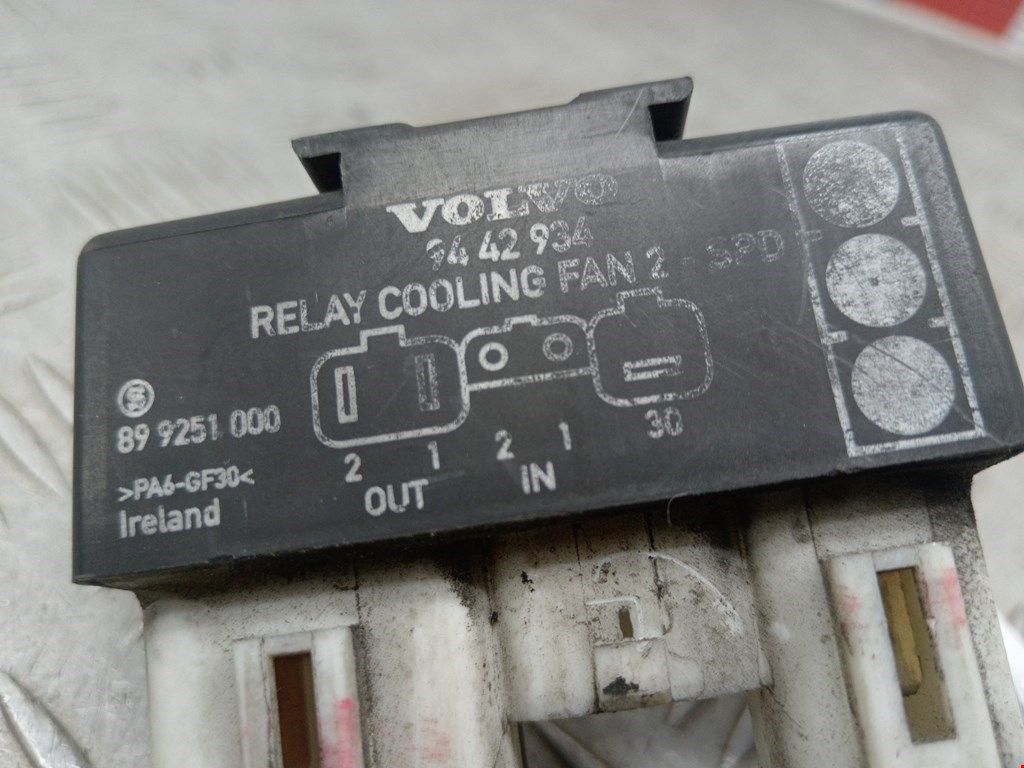 VOLVO
94 42 934
RELAY COOLING FAN 2 - SPD
S
89 9251 000
>PA6-GF30<
Ireland
2 1
OUT
2 1
IN
30